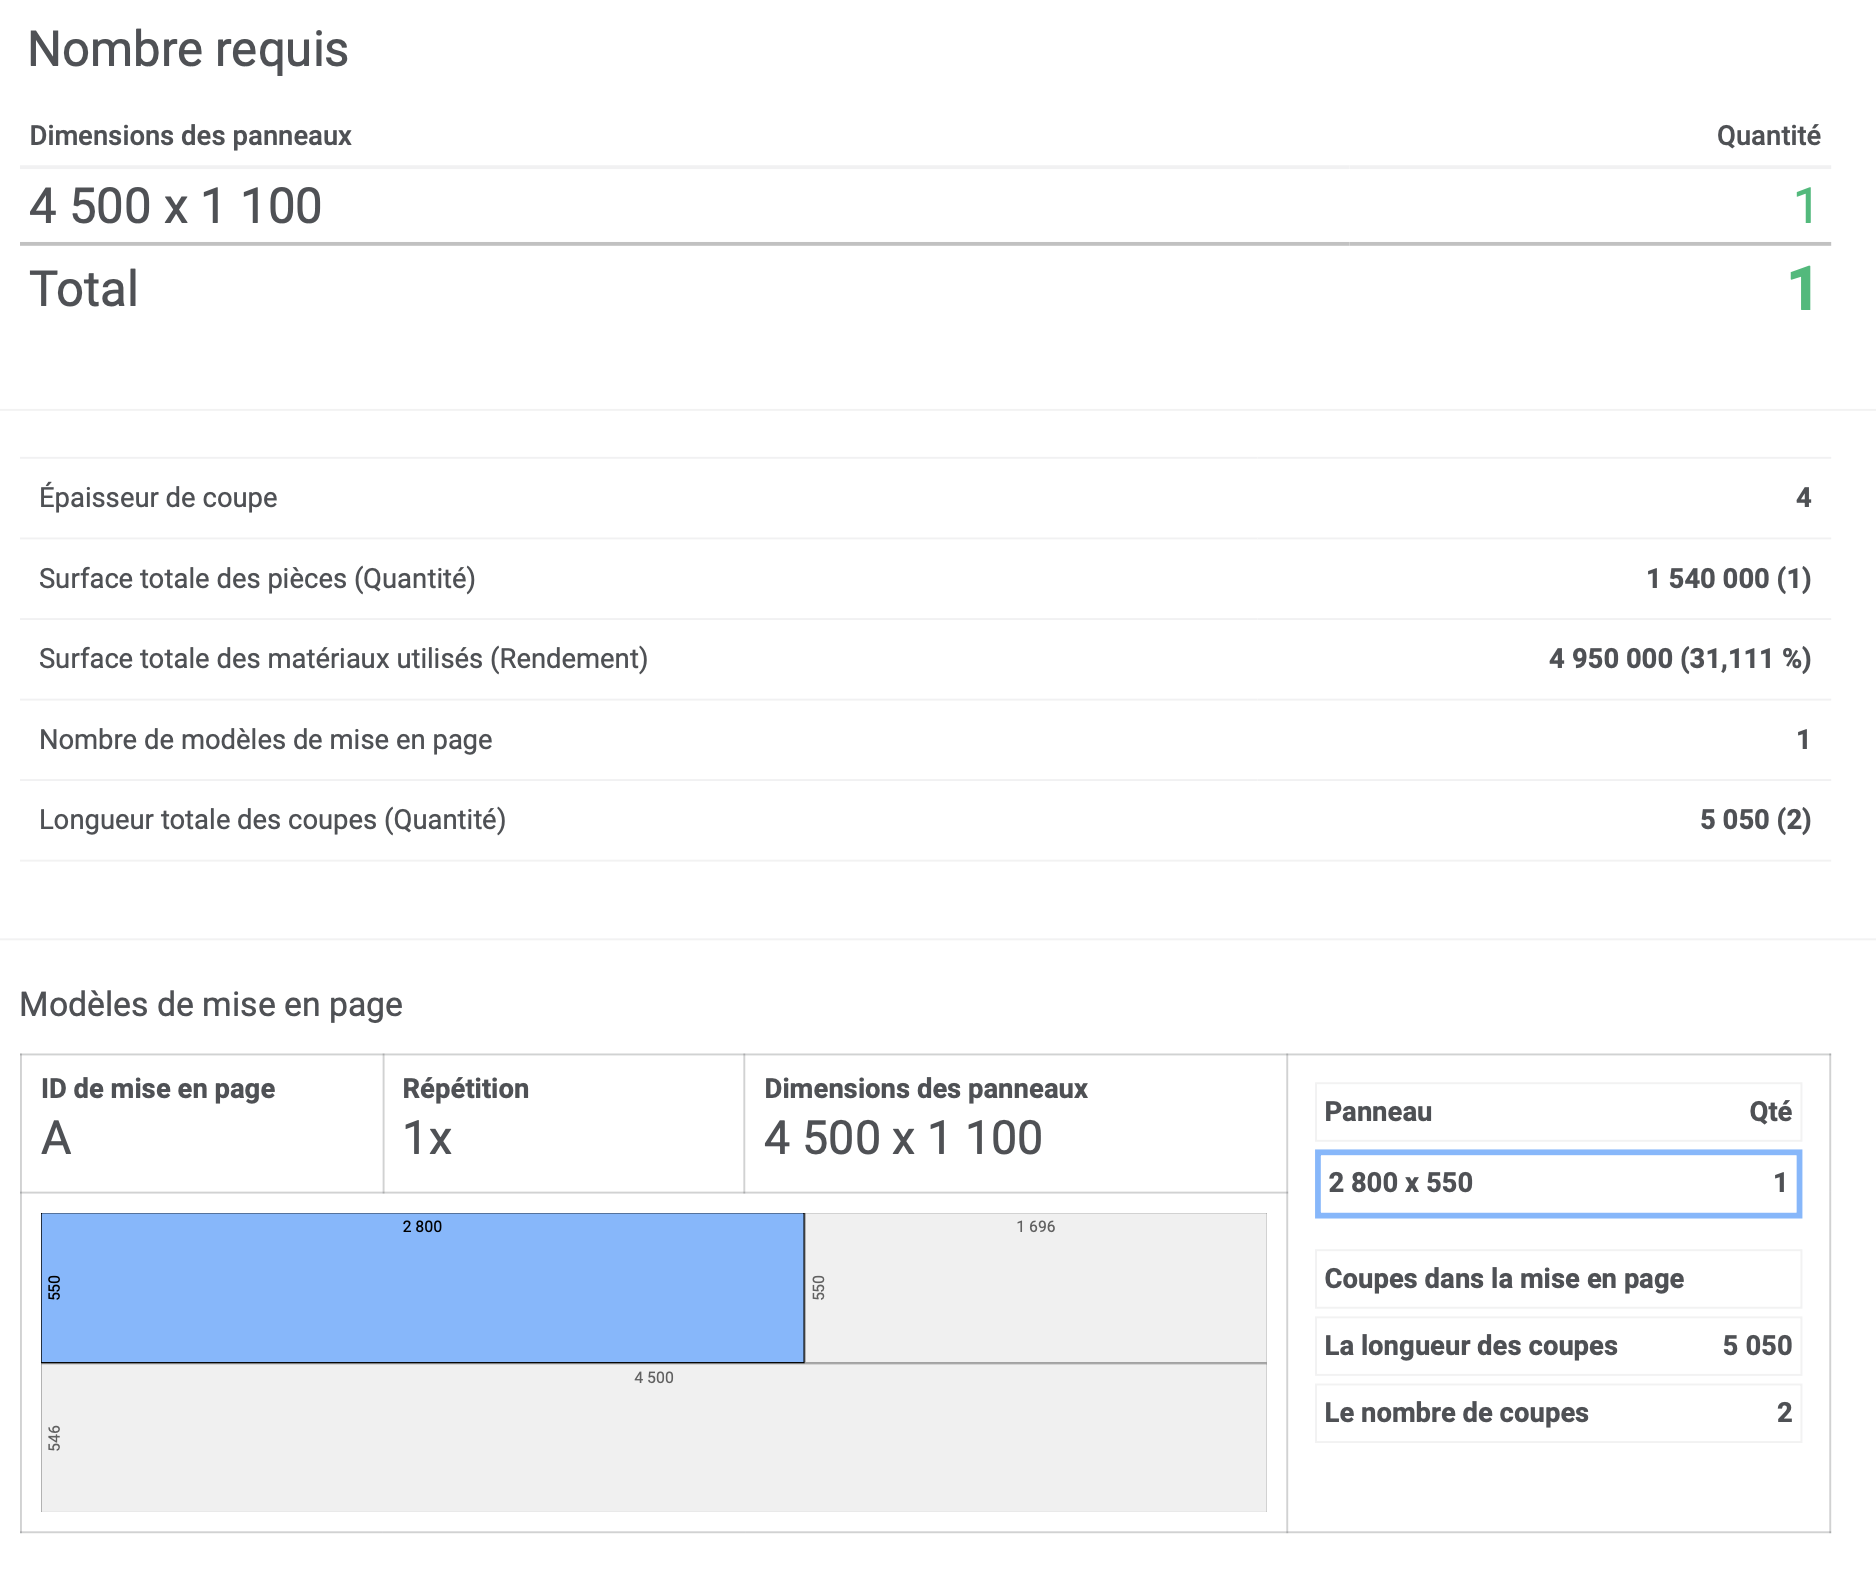 Nombre requis
Dimensions des panneaux Quantité
4 500 x 1 100 1
Total 1
Épaisseur de coupe 4
Surface totale des pièces (Quantité) 1 540 000 (1)
Surface totale des matériaux utilisés (Rendement) 4 950 000 (31,111 %)
Nombre de modèles de mise en page 1
Longueur totale des coupes (Quantité) 5 050 (2)
Modèles de mise en page
ID de mise en page Répétition Dimensions des panneaux
A 1x 4 500 x 1 100
2 800 1 696
550 550
4 500
546
Panneau Qté
2 800 x 550 1
Coupes dans la mise en page
La longueur des coupes 5 050
Le nombre de coupes 2